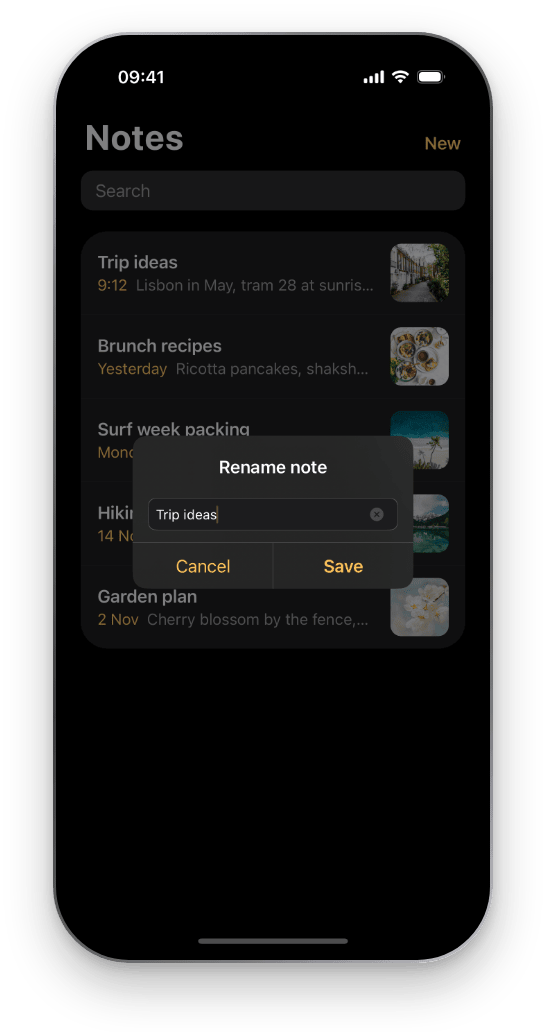 09:41
Notes
New
Search
Trip ideas
9:12 Lisbon in May, tram 28 at sunris...
Brunch recipes
Yesterday Ricotta pancakes, shaksh...
Surf week packing
Rename note
Trip ideas
Cancel
Save
14 No
Garden plan
2 Nov Cherry blossom by the fence,...